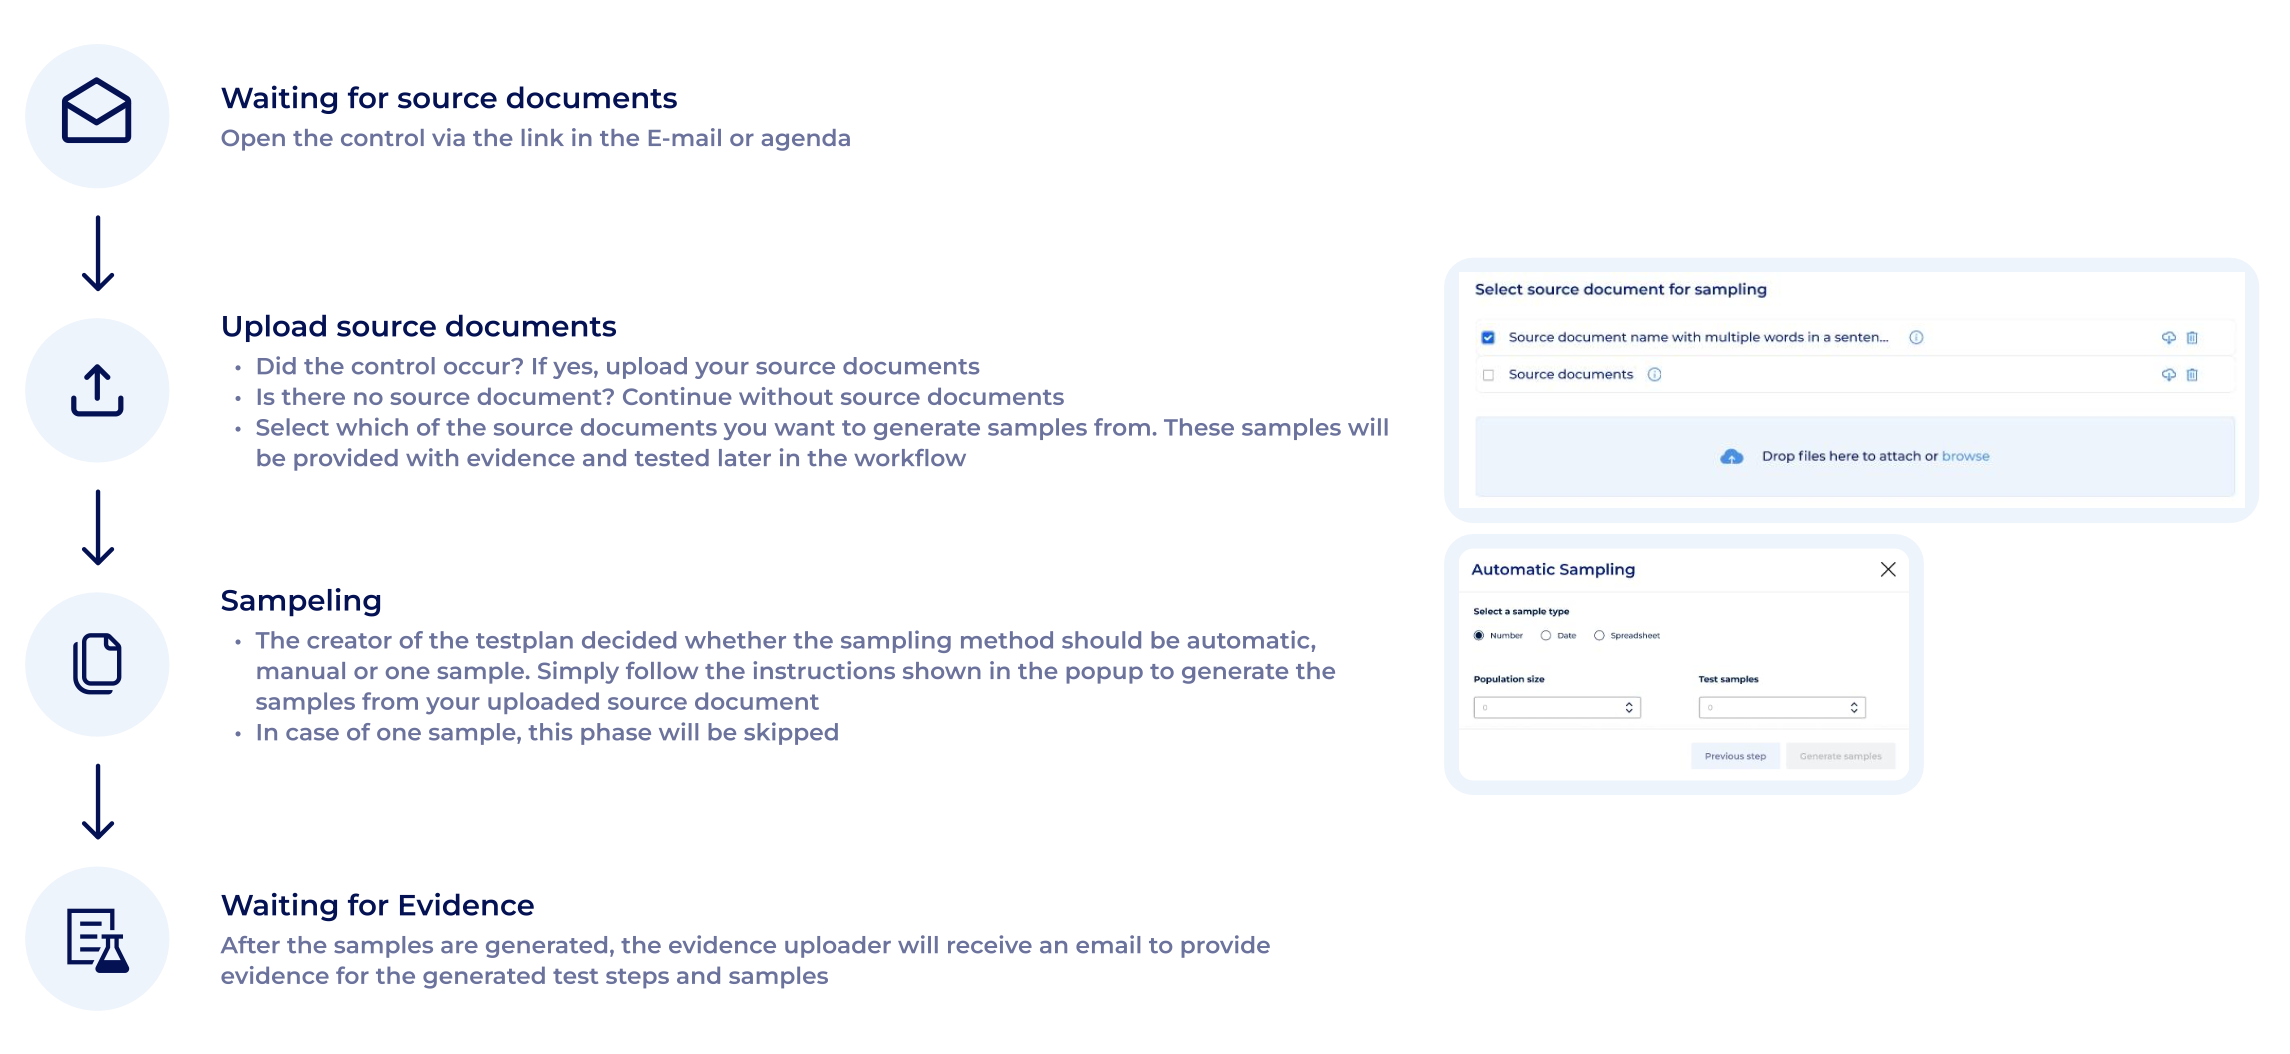 Waiting for source documents
Open the control via the link in the E-mail or agenda
Upload source documents
• Did the control occur? If yes, upload your source documents
• Is there no source document? Continue without source documents
• Select which of the source documents you want to generate samples from. These samples will
be provided with evidence and tested later in the workflow
Select source document for sampling
Source document name with multiple words in a senten...
Source documents
Drop files here to attach or browse
Sampeling
• The creator of the testplan decided whether the sampling method should be automatic,
manual or one sample. Simply follow the instructions shown in the popup to generate the
samples from your uploaded source document
• In case of one sample, this phase will be skipped
Automatic Sampling
Select a sample type
Number Date Spreadsheet
Population size Test samples
0 0
Previous step Generate samples
Waiting for Evidence
After the samples are generated, the evidence uploader will receive an email to provide
evidence for the generated test steps and samples